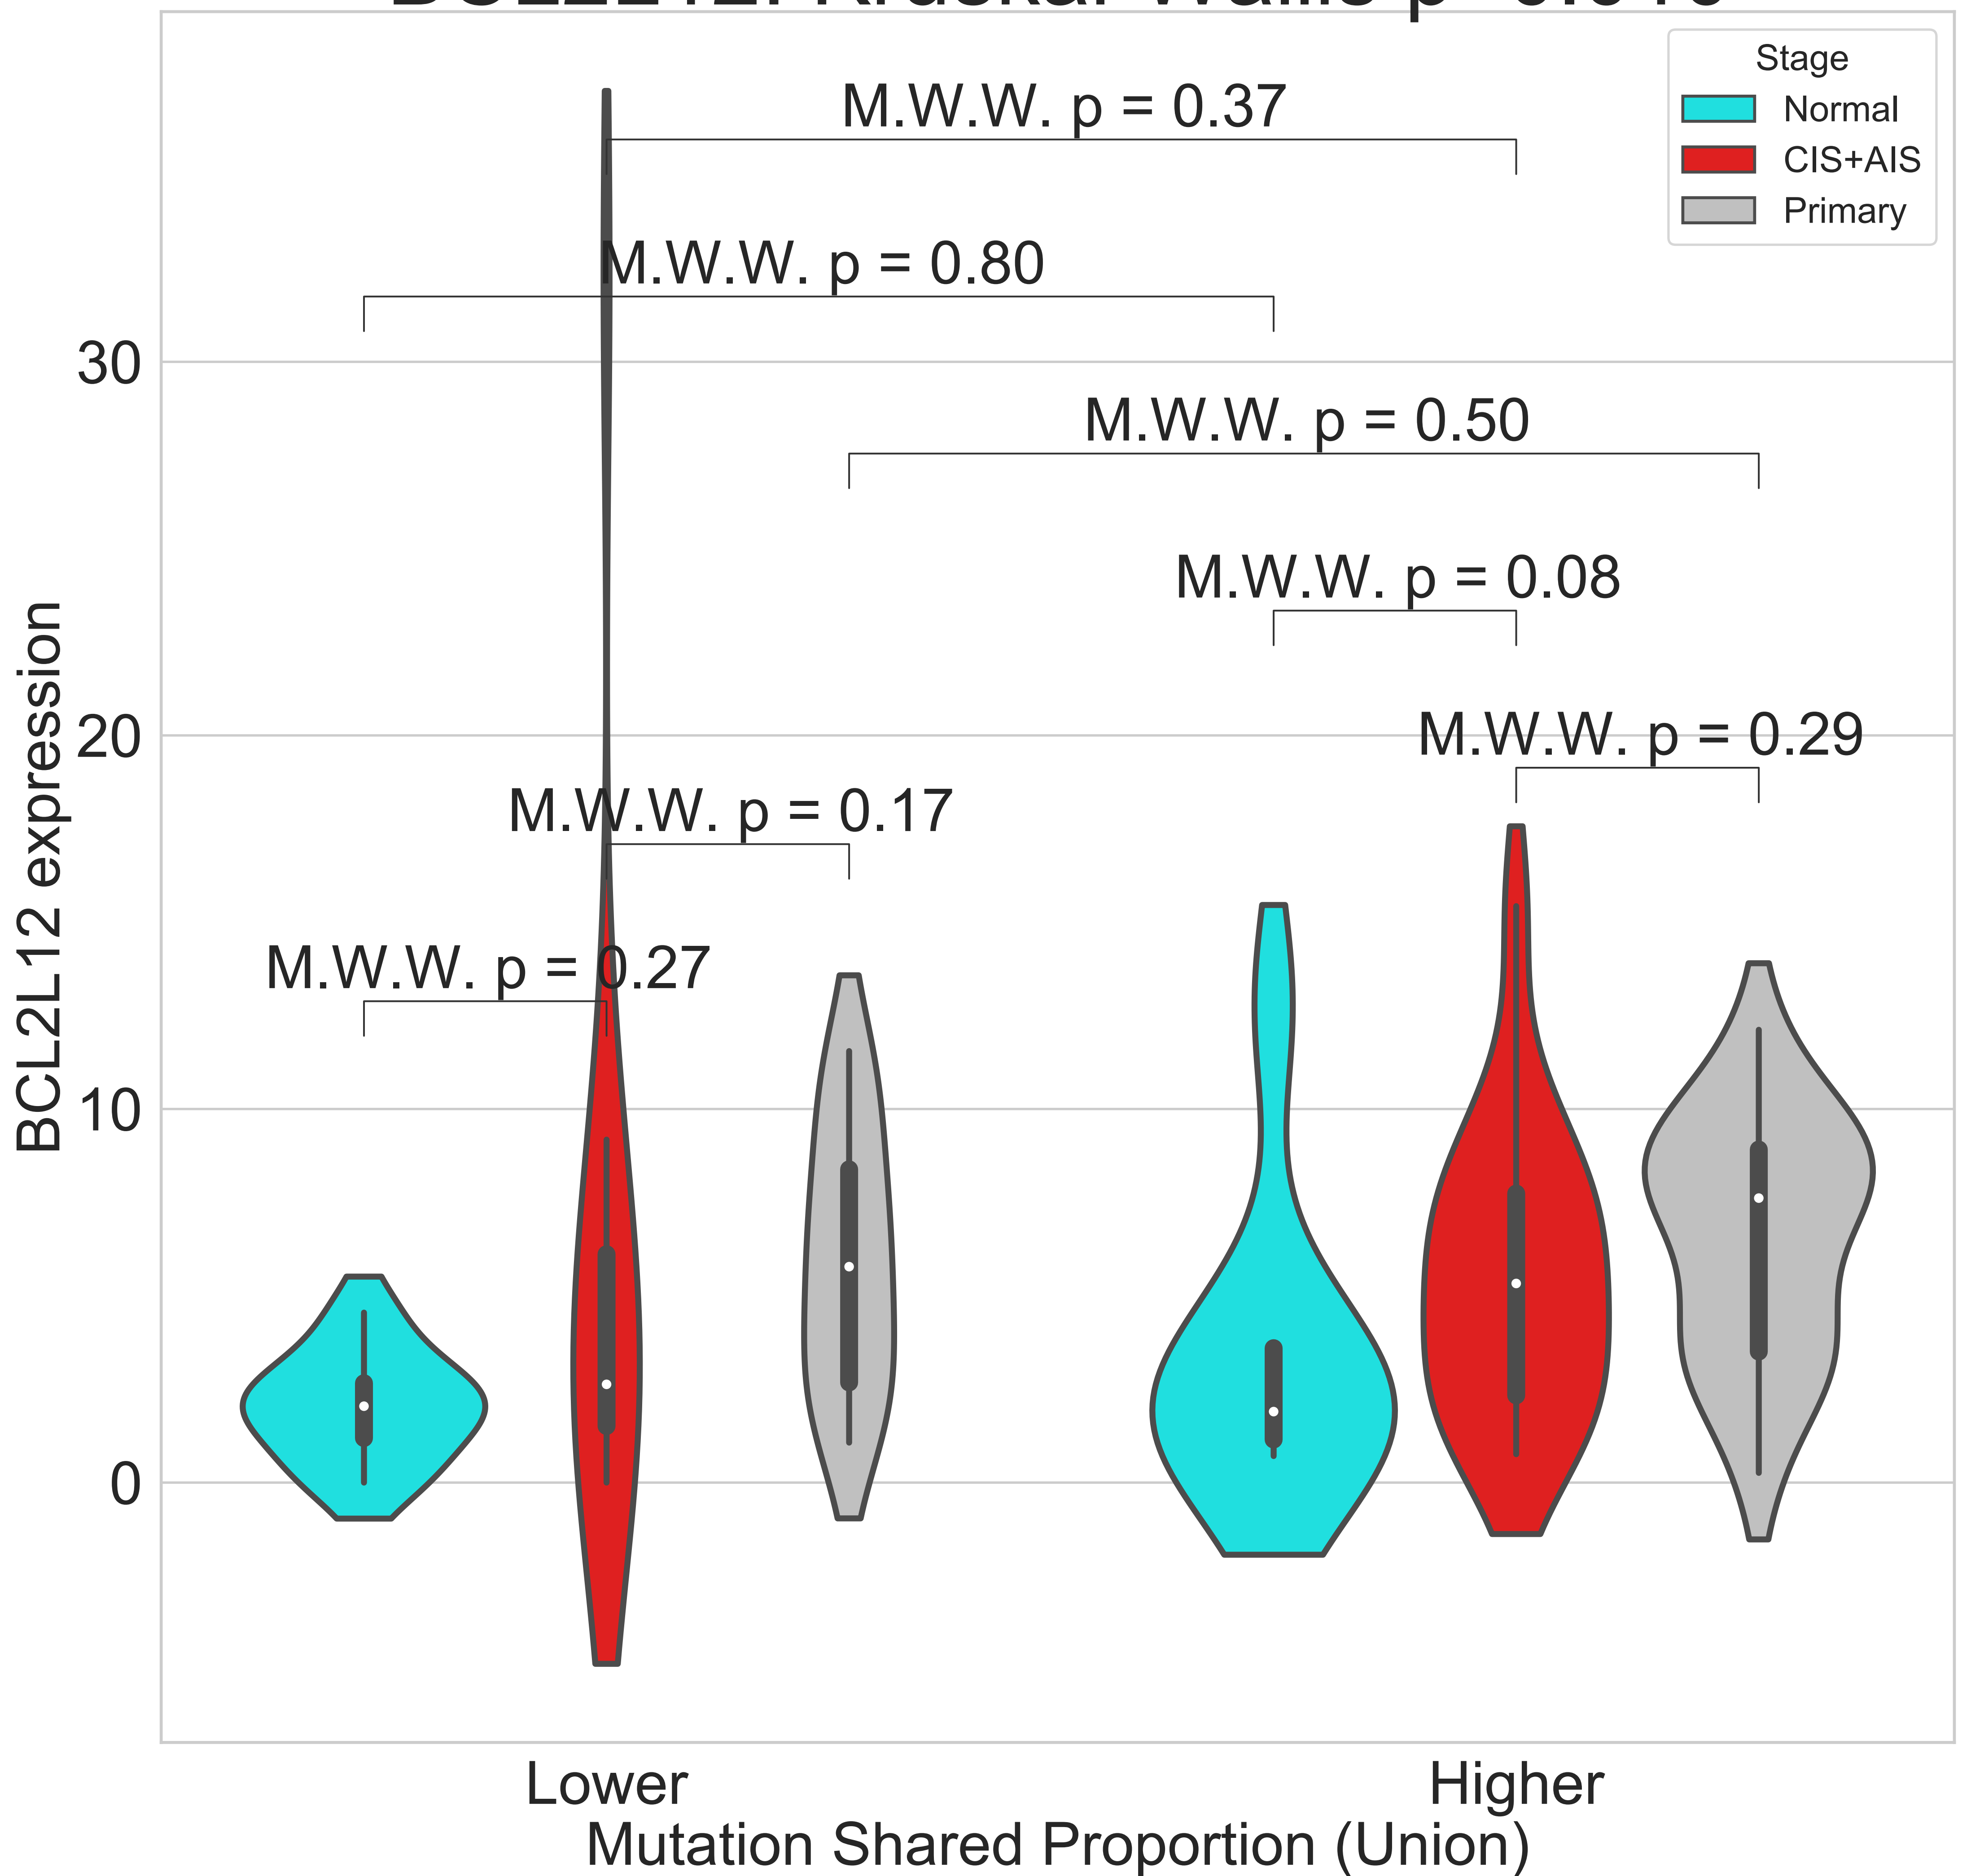 Stage
Normal
CIS+AIS
Primary
M.W.W. p = 0.37
M.W.W. p = 0.80
M.W.W. p = 0.50
M.W.W. p = 0.08
M.W.W. p = 0.29
M.W.W. p = 0.17
M.W.W. p = 0.27
30
20
10
0
BCL2L12 expression
Lower
Higher
Mutation Shared Proportion (Union)